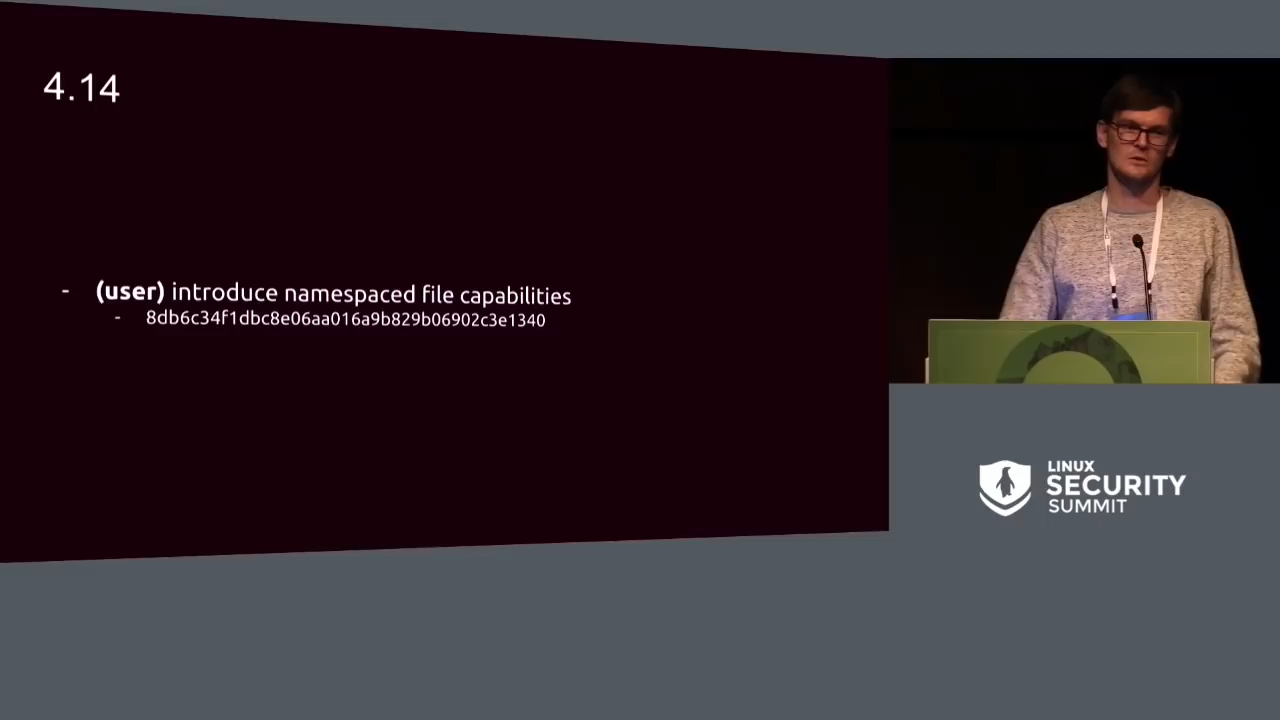 4.14
- (user) introduce namespaced file capabilities
- 8db6c34f1dbc8e06aa016a9b829b06902c3e1340
LINUX
SECURITY
SUMMIT